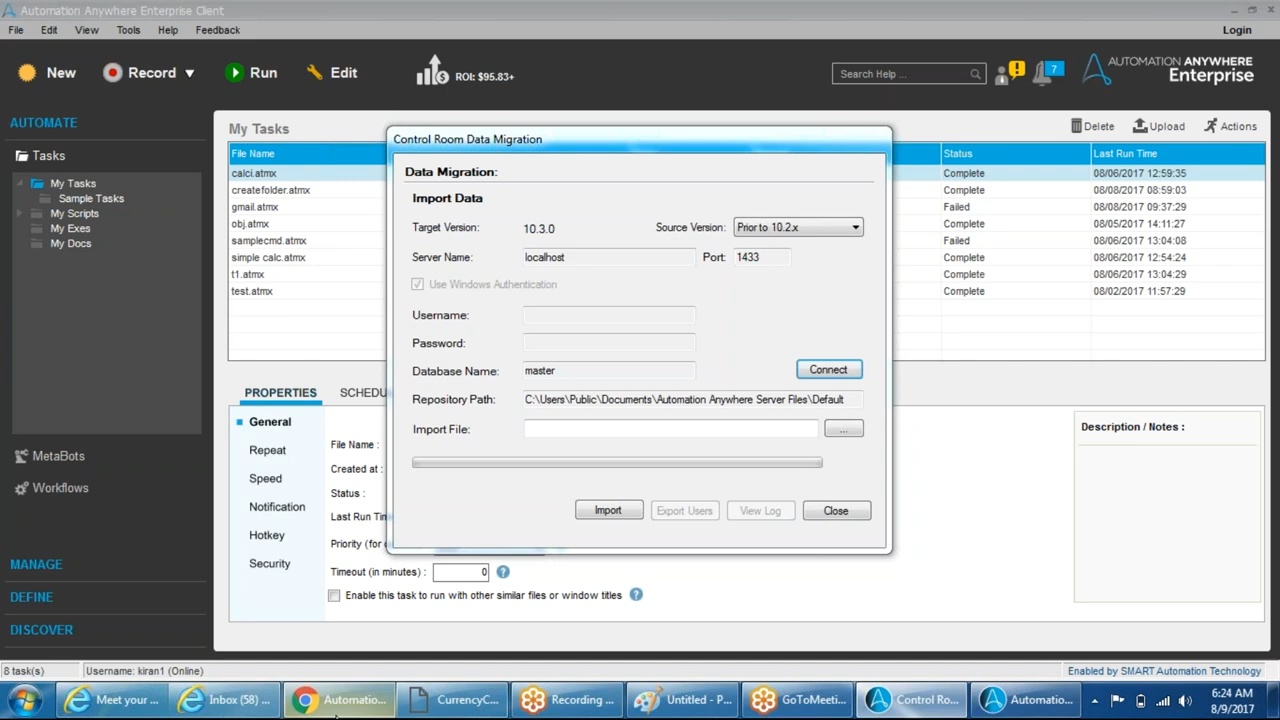 Automation Anywhere Enterprise Client
File Edit View Tools Help Feedback Login
New Record Run Edit ROI: $95.83+ Search Help ... 7 AUTOMATION ANYWHERE Enterprise
AUTOMATE
Tasks
My Tasks
Sample Tasks
My Scripts
My Exes
My Docs
MetaBots
Workflows
MANAGE
DEFINE
DISCOVER
My Tasks Delete Upload Actions
File Name Status Last Run Time
calci.atmx Complete 08/06/2017 12:59:35
createfolder.atmx Complete 08/08/2017 08:59:03
gmail.atmx Failed 08/08/2017 09:37:29
obj.atmx Complete 08/05/2017 14:11:27
samplecmd.atmx Failed 08/06/2017 13:04:08
simple calc.atmx Complete 08/06/2017 12:54:24
t1.atmx Complete 08/06/2017 13:04:29
test.atmx Complete 08/02/2017 11:57:29
Control Room Data Migration
Data Migration:
Import Data
Target Version: 10.3.0 Source Version: Prior to 10.2.x
Server Name: localhost Port: 1433
Use Windows Authentication
Username:
Password:
Database Name: master Connect
Repository Path: C:\Users\Public\Documents\Automation Anywhere Server Files\Default
Import File: ...
Import Export Users View Log Close
PROPERTIES SCHEDU
General
Repeat
Speed
Notification
Hotkey
Security
File Name :
Created at :
Status :
Last Run Tim
Priority (for
Timeout (in minutes) : 0 ?
Enable this task to run with other similar files or window titles ?
Description / Notes :
8 task(s) Username: kiran1 (Online) Enabled by SMART Automation Technology
Meet your ... Inbox (58) ... Automatio... CurrencyC... Recording ... Untitled - P... GoToMeeti... Control Ro... Automatio... 6:24 AM
8/9/2017